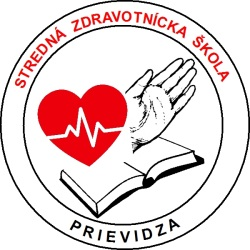 STREDNÁ ZDRAVOTNÍCKA ŠKOLA
PRIEVIDZA